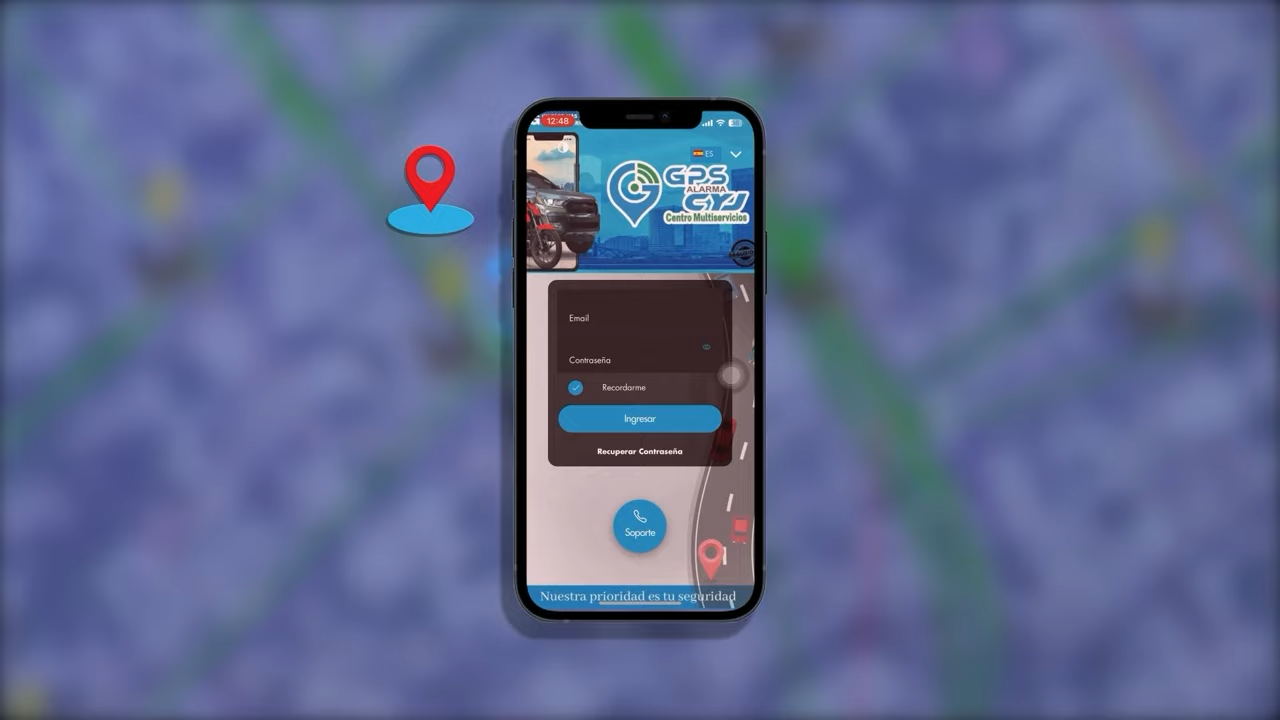 12:48
ES
GPS
ALARMA
CYJ
Centro Multiservicios
Email
Contraseña
Recordarme
Ingresar
Recuperar Contraseña
Soporte
Nuestra prioridad es tu seguridad